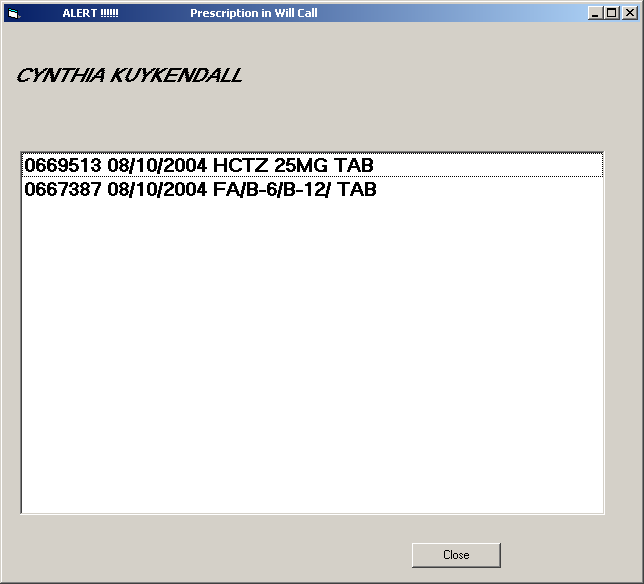 ALERT !!!!!! Prescription in Will Call
CYNTHIA KUYKENDALL
0669513 08/10/2004 HCTZ 25MG TAB
0667387 08/10/2004 FA/B-6/B-12/ TAB
Close